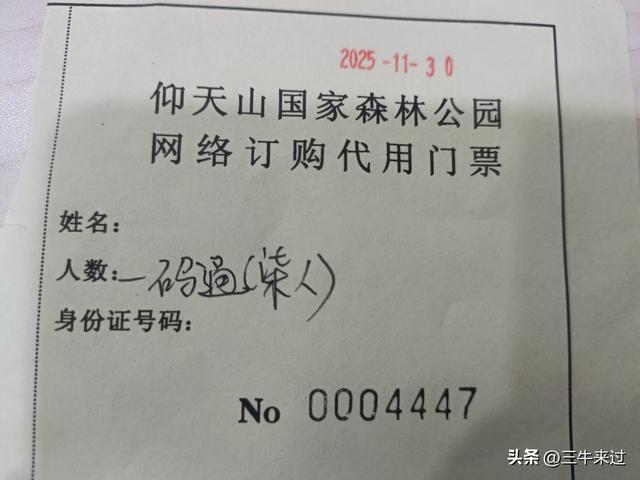 2025-11-30
仰天山国家森林公园
网络订购代用门票
姓名：
人数：一码通(柒人)
身份证号码：
No 0004447
头条 @三牛来过